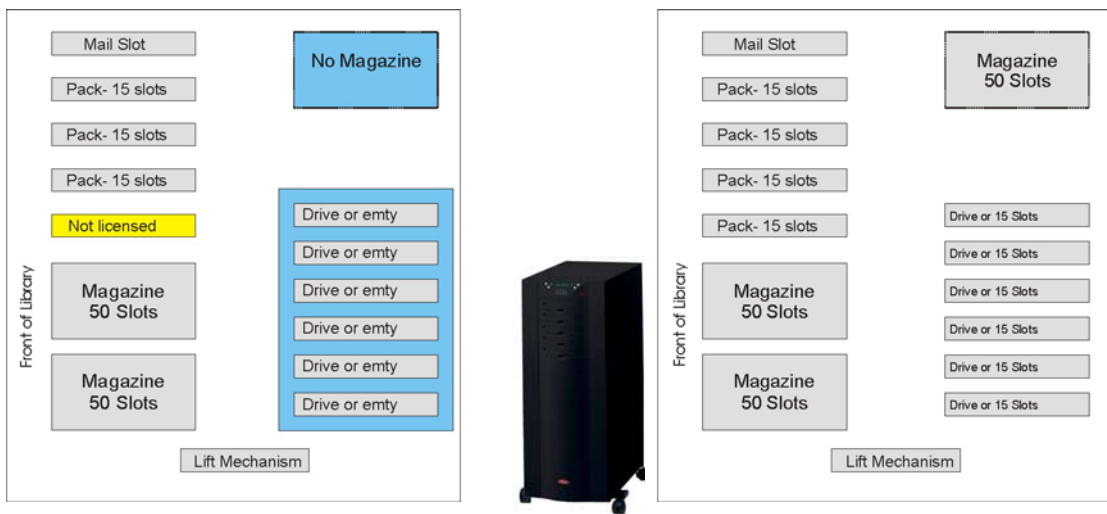 Mail Slot
Pack- 15 slots
Pack- 15 slots
Pack- 15 slots
Not licensed
Magazine
50 Slots
Magazine
50 Slots
Front of Library
No Magazine
Drive or emty
Drive or emty
Drive or emty
Drive or emty
Drive or emty
Drive or emty
Lift Mechanism
Mail Slot
Pack- 15 slots
Pack- 15 slots
Pack- 15 slots
Pack- 15 slots
Magazine
50 Slots
Magazine
50 Slots
Front of Library
Magazine
50 Slots
Drive or 15 Slots
Drive or 15 Slots
Drive or 15 Slots
Drive or 15 Slots
Drive or 15 Slots
Drive or 15 Slots
Lift Mechanism